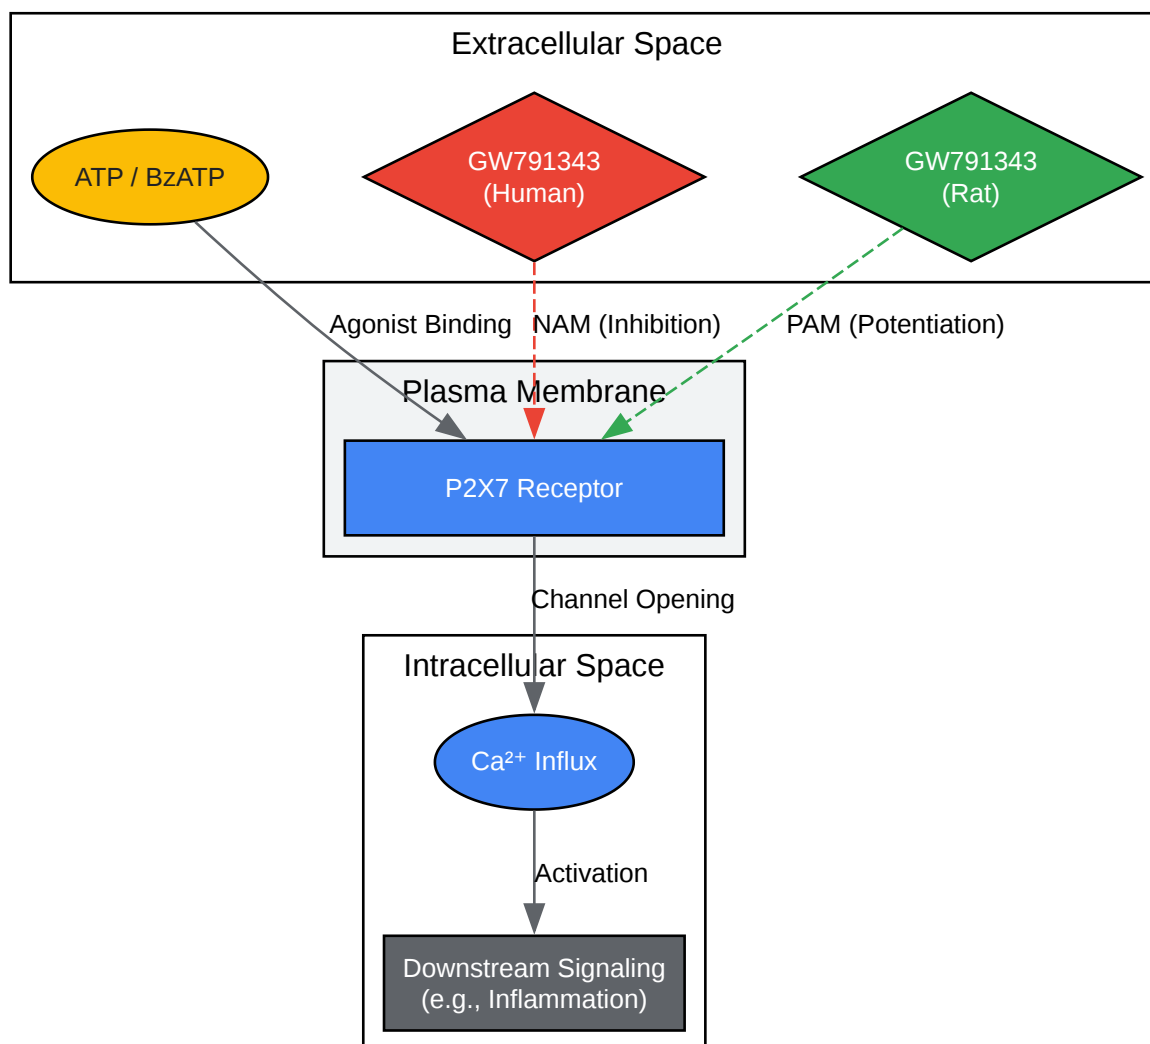 Extracellular Space
ATP / BzATP
GW791343
(Human)
GW791343
(Rat)
Agonist Binding
NAM (Inhibition)
PAM (Potentiation)
Plasma Membrane
P2X7 Receptor
Channel Opening
Intracellular Space
Ca²⁺ Influx
Activation
Downstream Signaling
(e.g., Inflammation)